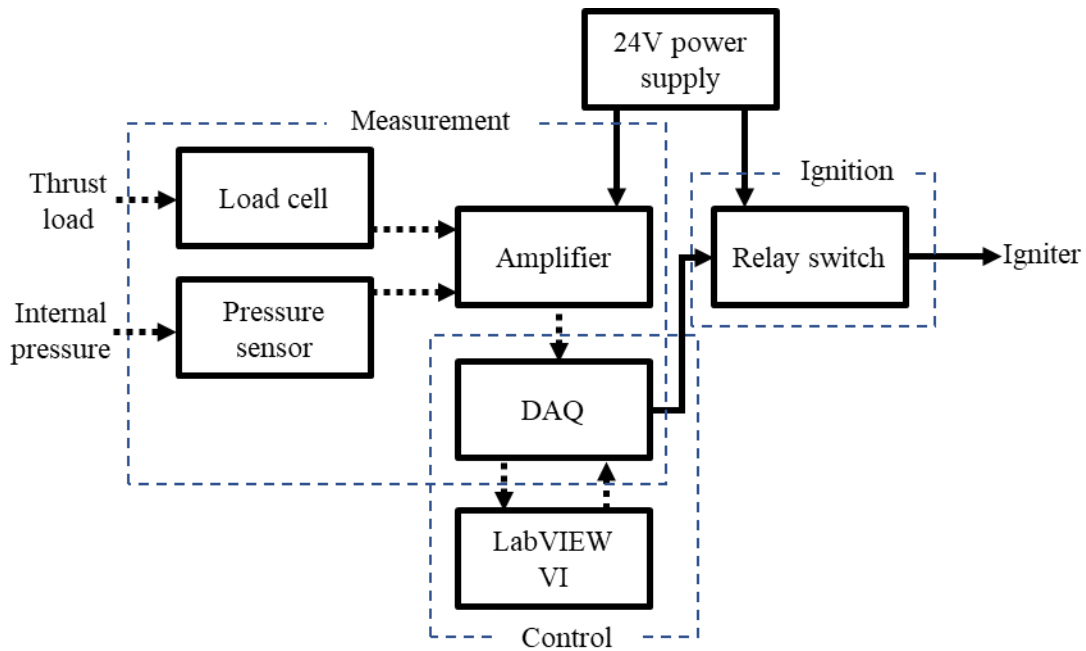 24V power
supply
Measurement
Ignition
Thrust
load
Load cell
Amplifier
Relay switch
Igniter
Internal
pressure
Pressure
sensor
DAQ
LabVIEW
VI
Control